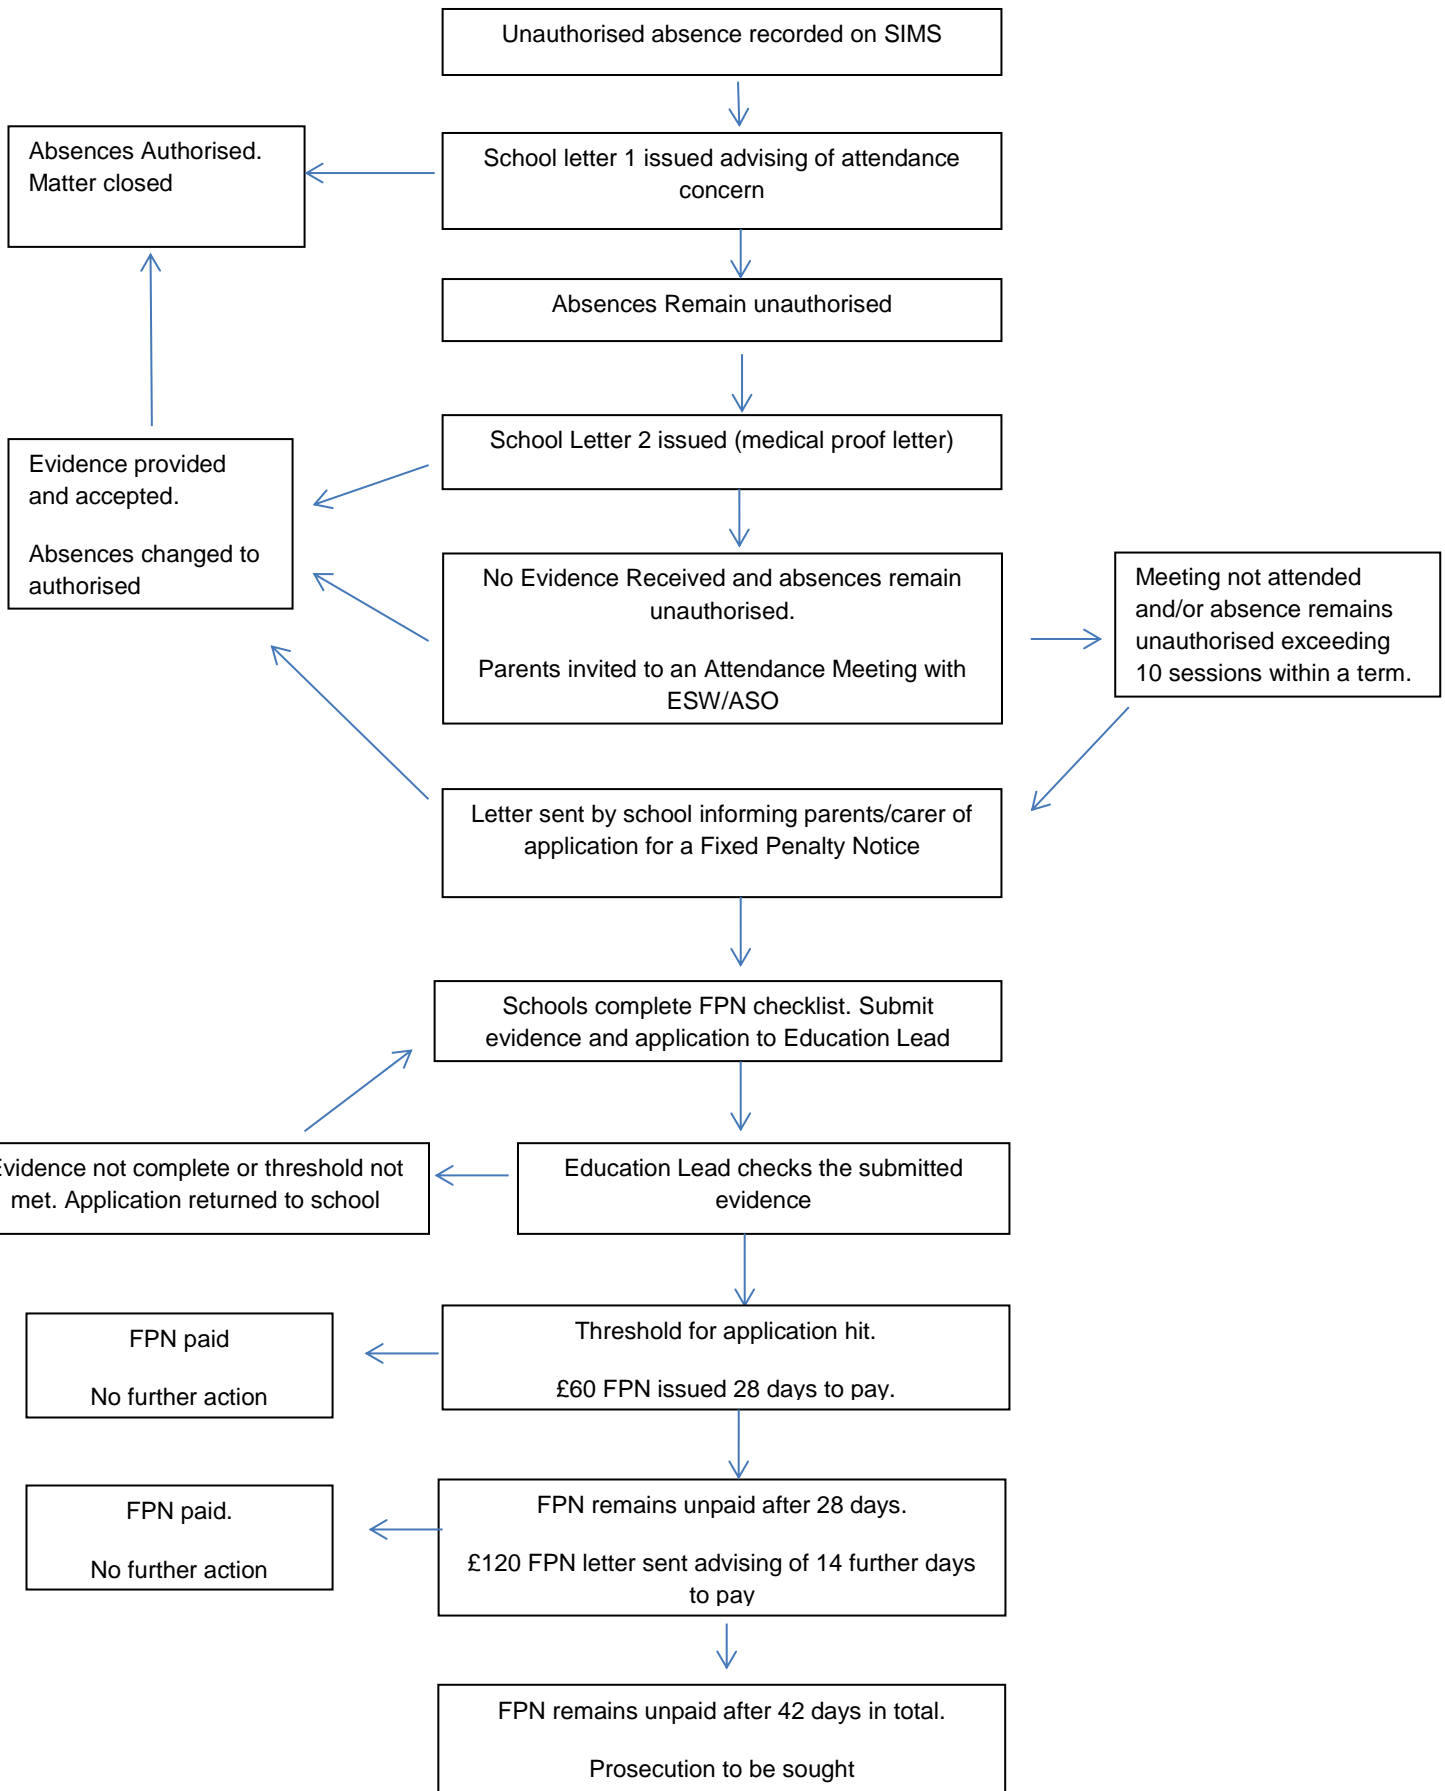 Unauthorised absence recorded on SIMS
Absences Authorised.
Matter closed
School letter 1 issued advising of attendance
concern
Absences Remain unauthorised
School Letter 2 issued (medical proof letter)
Evidence provided
and accepted.
Absences changed to
authorised
No Evidence Received and absences remain
unauthorised.
Parents invited to an Attendance Meeting with
ESW/ASO
Meeting not attended
and/or absence remains
unauthorised exceeding
10 sessions within a term.
Letter sent by school informing parents/carer of
application for a Fixed Penalty Notice
Schools complete FPN checklist. Submit
evidence and application to Education Lead
Evidence not complete or threshold not
met. Application returned to school
Education Lead checks the submitted
evidence
FPN paid
No further action
Threshold for application hit.
£60 FPN issued 28 days to pay.
FPN paid.
No further action
FPN remains unpaid after 28 days.
£120 FPN letter sent advising of 14 further days
to pay
FPN remains unpaid after 42 days in total.
Prosecution to be sought